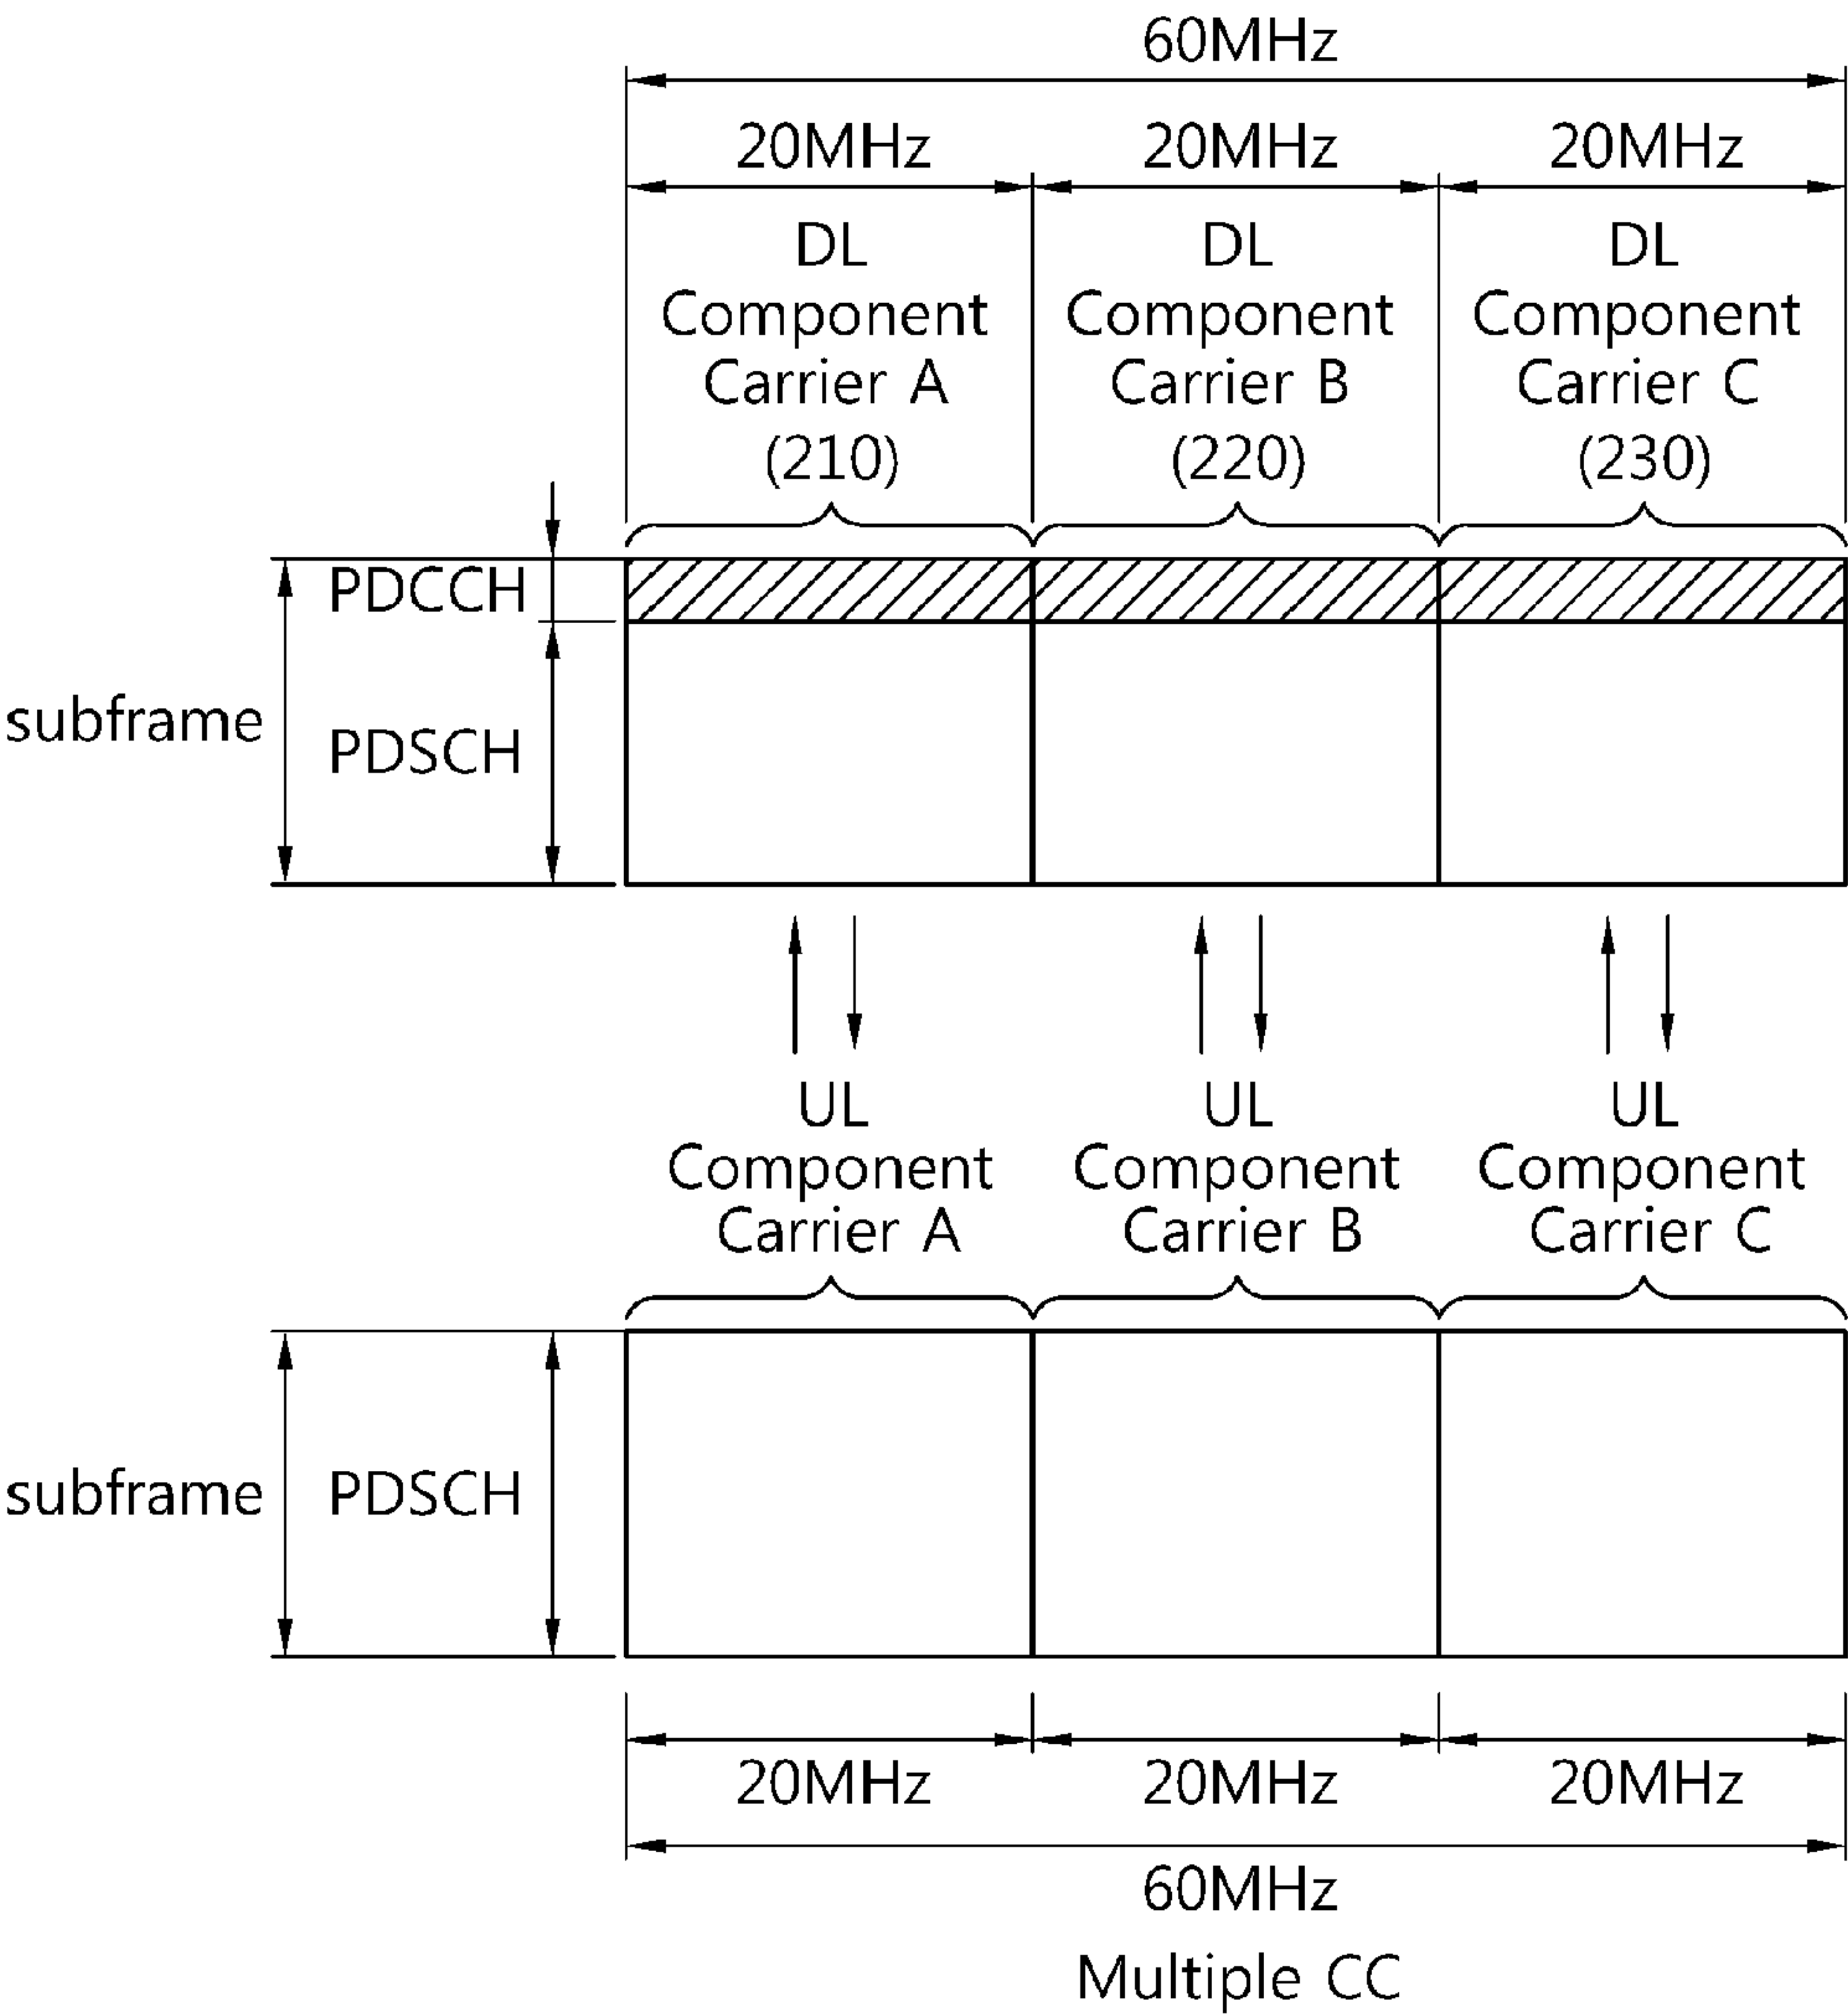 60MHz
20MHz 20MHz 20MHz
DL DL DL
Component Component Component
Carrier A Carrier B Carrier C
(210) (220) (230)
PDCCH
subframe
PDSCH
UL UL UL
Component Component Component
Carrier A Carrier B Carrier C
subframe PDSCH
20MHz 20MHz 20MHz
60MHz
Multiple CC